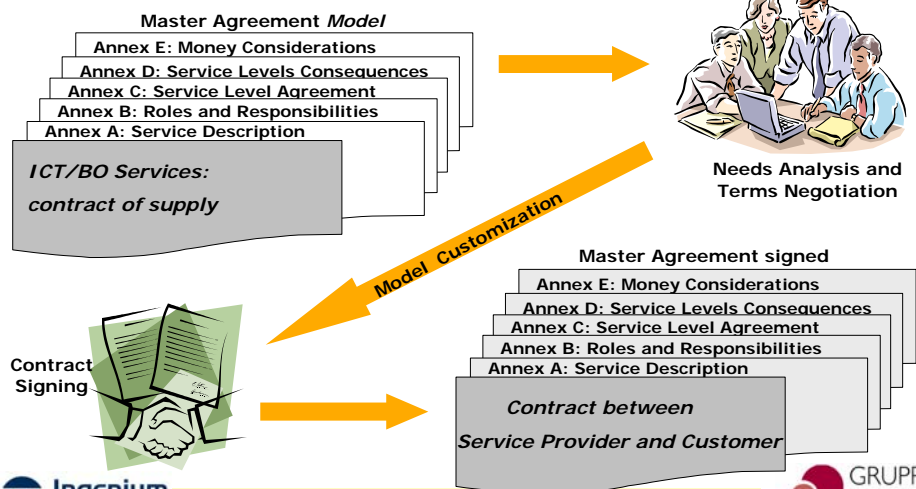 Master Agreement Model
Annex E: Money Considerations
Annex D: Service Levels Consequences
Annex C: Service Level Agreement
Annex B: Roles and Responsibilities
Annex A: Service Description
ICT/BO Services:
contract of supply
Needs Analysis and
Terms Negotiation
Model Customization
Contract
Signing
Master Agreement signed
Annex E: Money Considerations
Annex D: Service Levels Consequences
Annex C: Service Level Agreement
Annex B: Roles and Responsibilities
Annex A: Service Description
Contract between
Service Provider and Customer